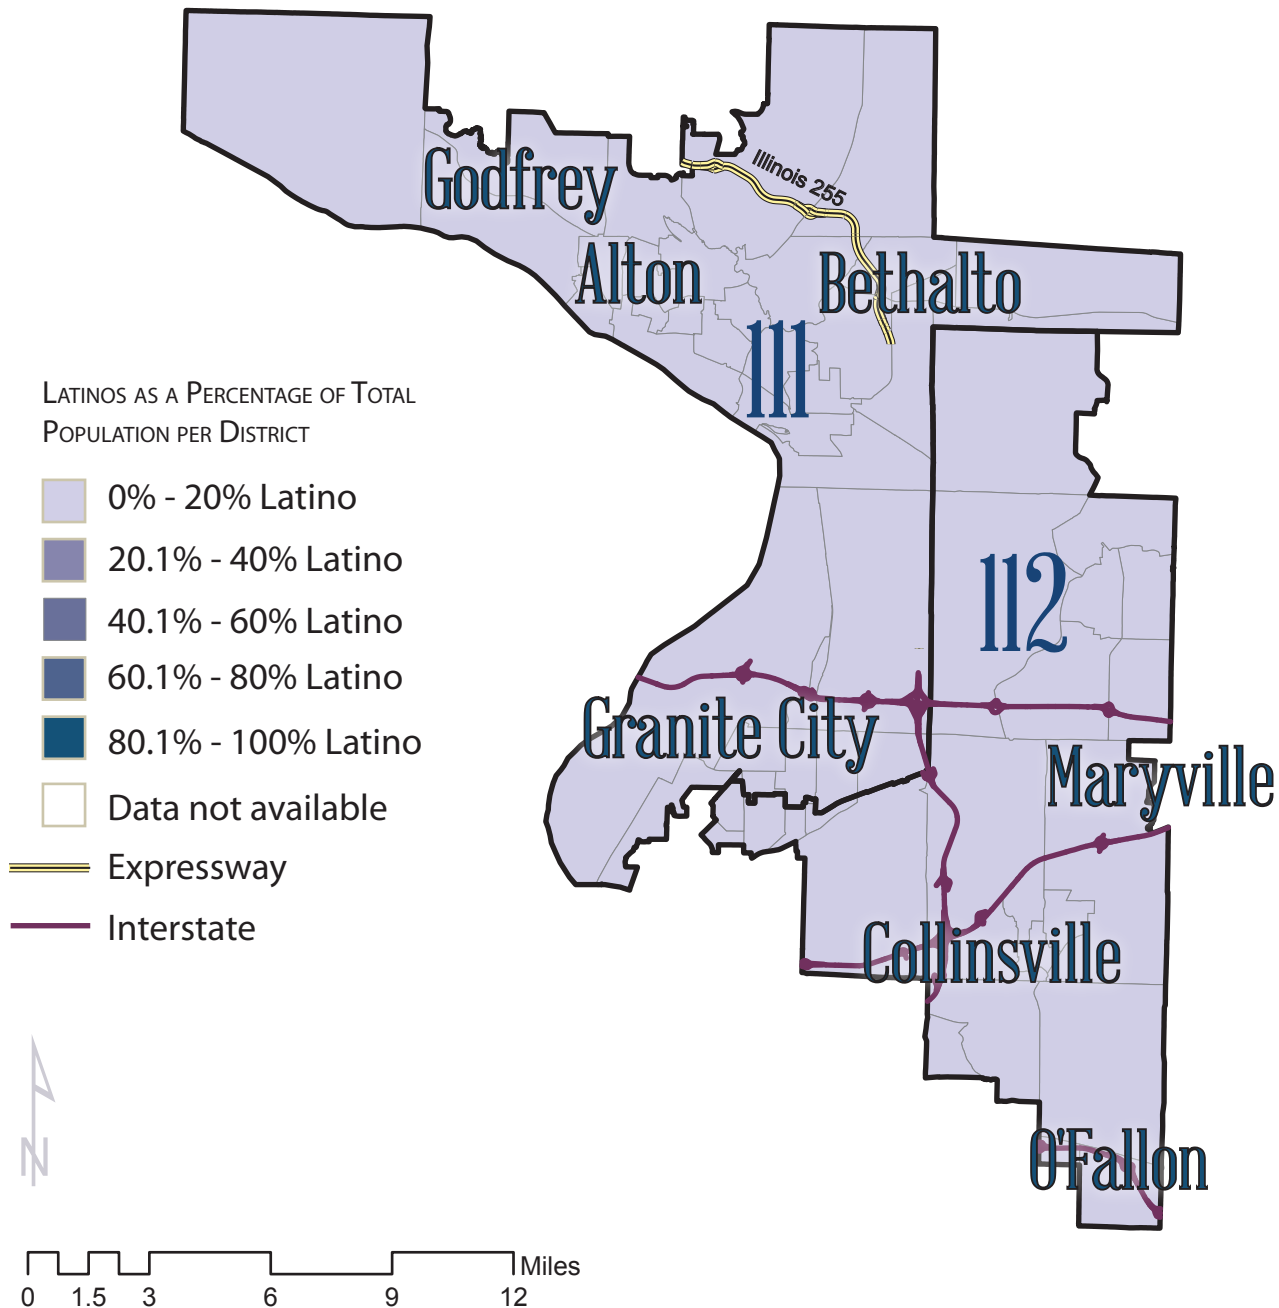 Illinois 255
Godfrey
Alton
Bethalto
111
LATINOS AS A PERCENTAGE OF TOTAL
POPULATION PER DISTRICT
0% - 20% Latino
20.1% - 40% Latino
40.1% - 60% Latino
60.1% - 80% Latino
80.1% - 100% Latino
Data not available
Expressway
Interstate
112
Granite City
Maryville
Collinsville
O'Fallon
N
Miles
0 1.5 3 6 9 12